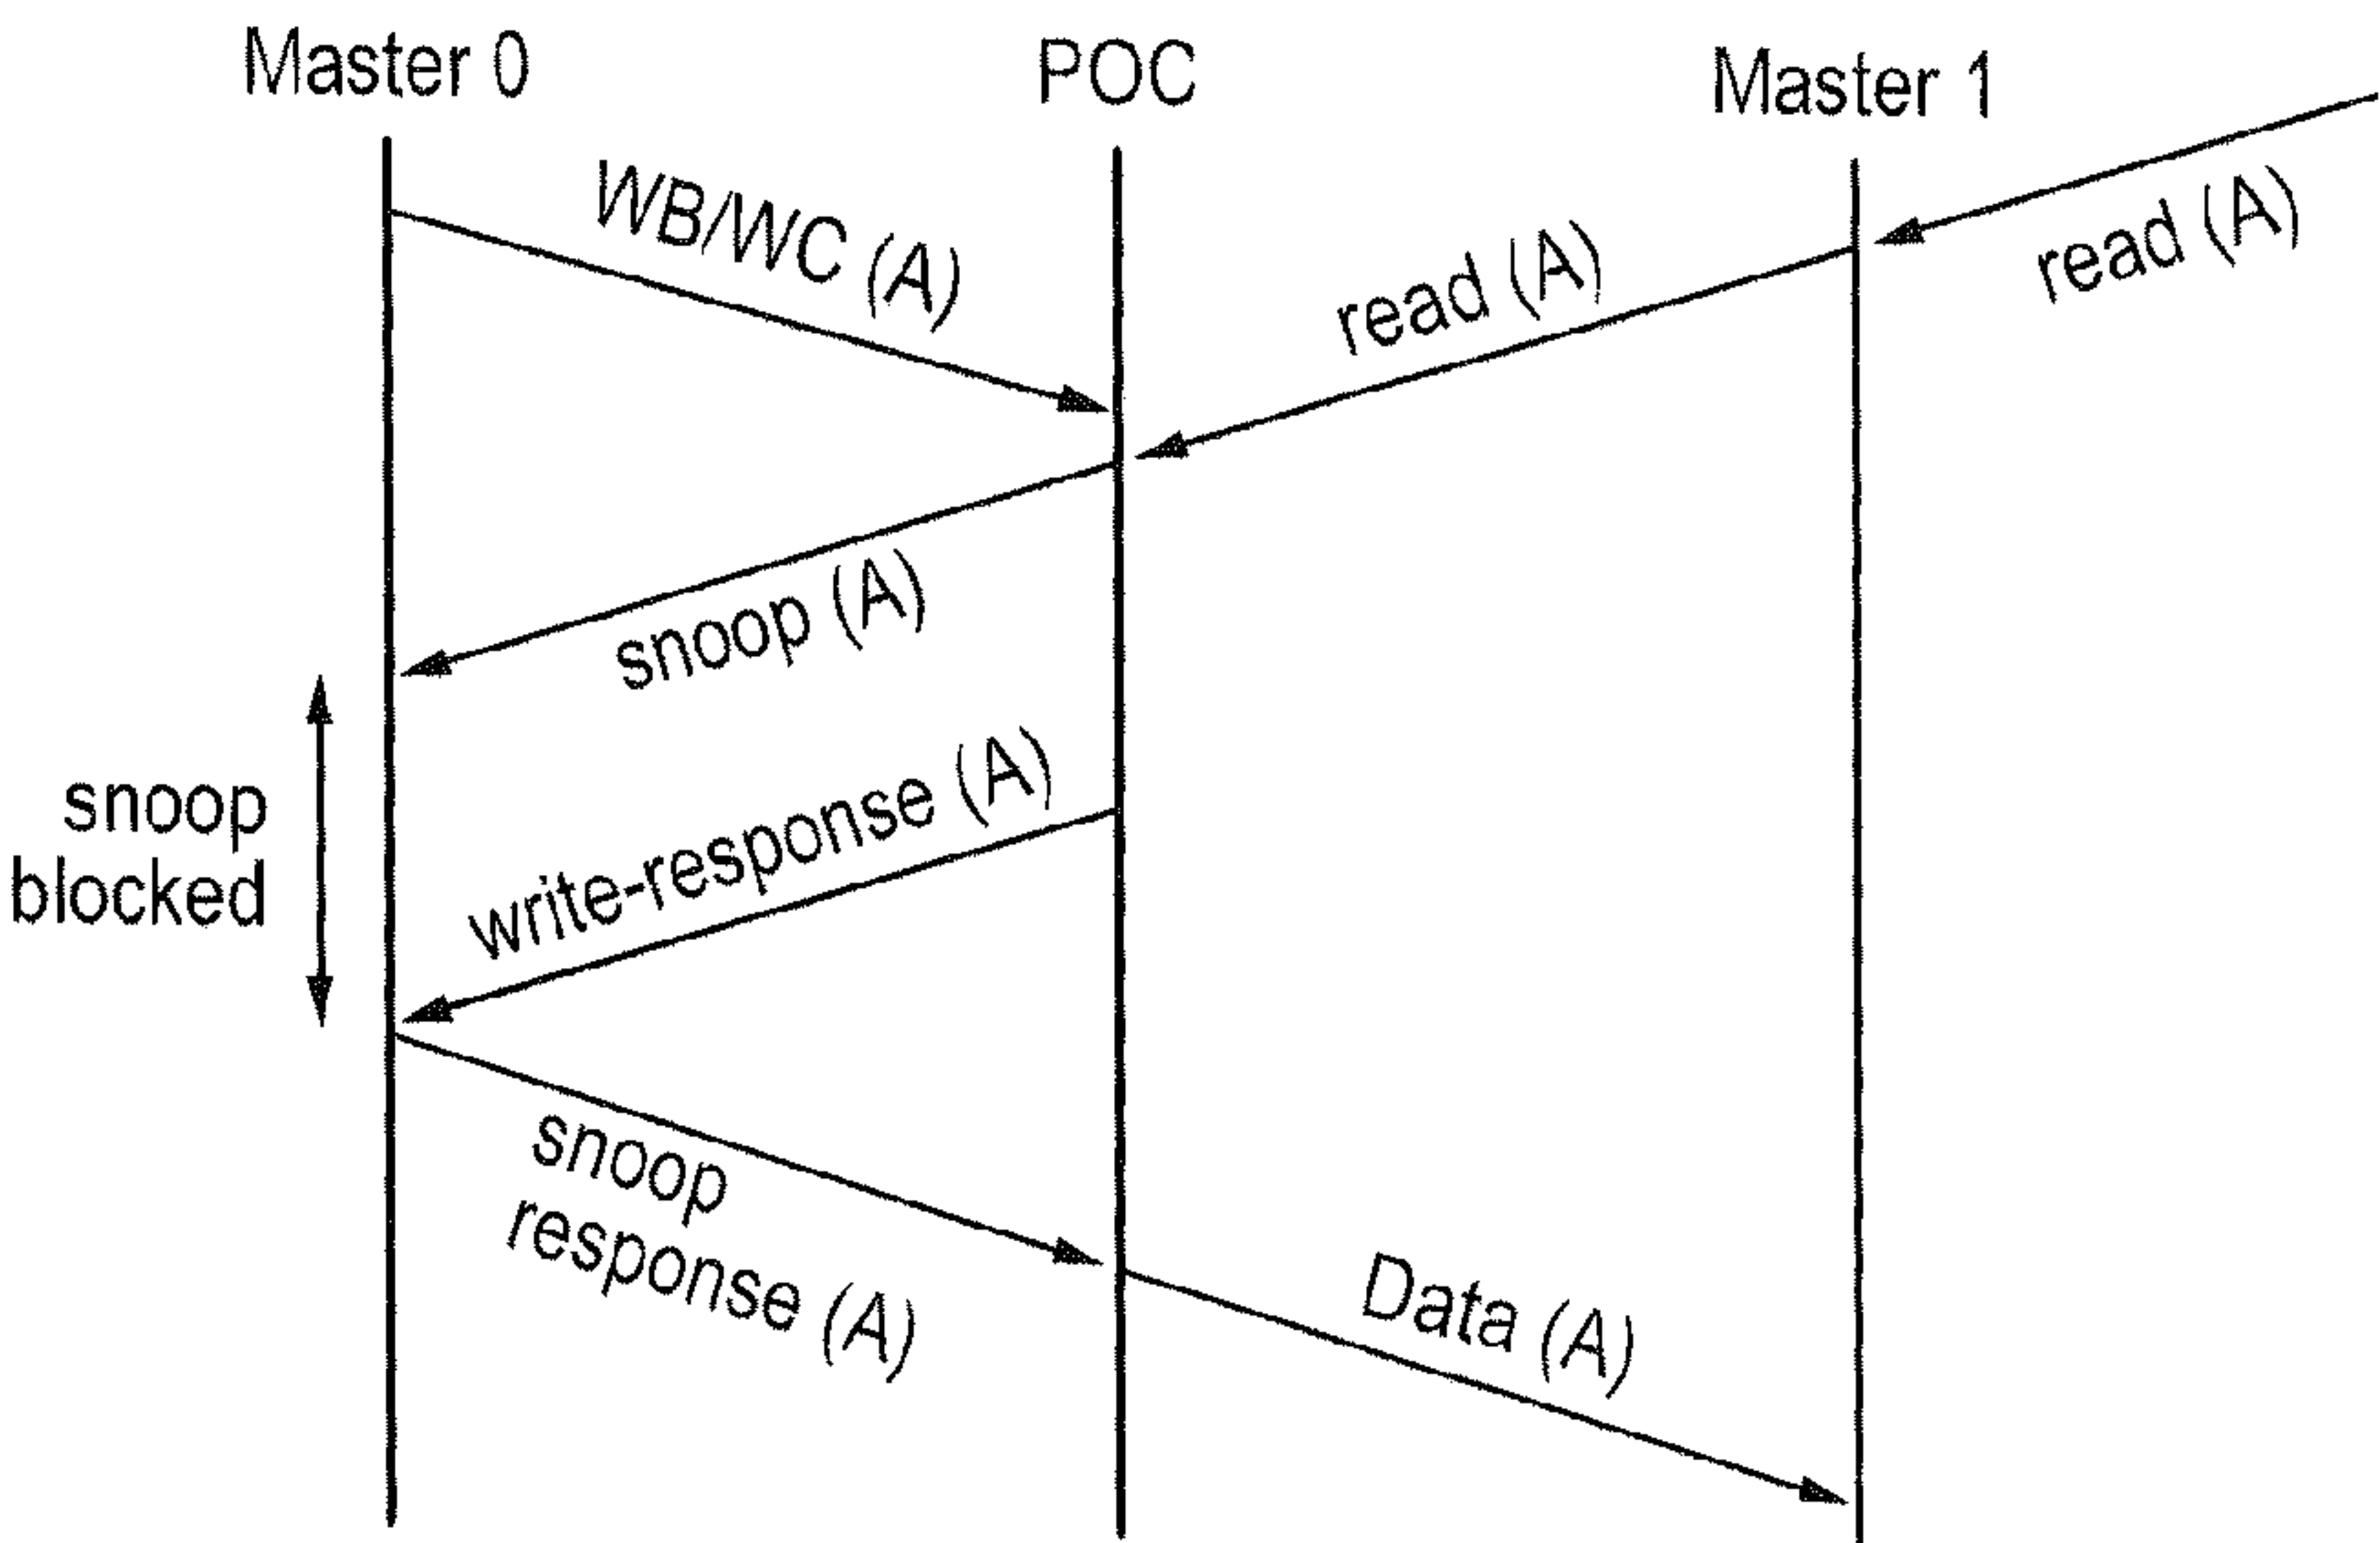 Master 0
POC
Master 1
WB/WC (A)
read (A)
read (A)
snoop (A)
snoop
blocked
write-response (A)
snoop
response (A)
Data (A)